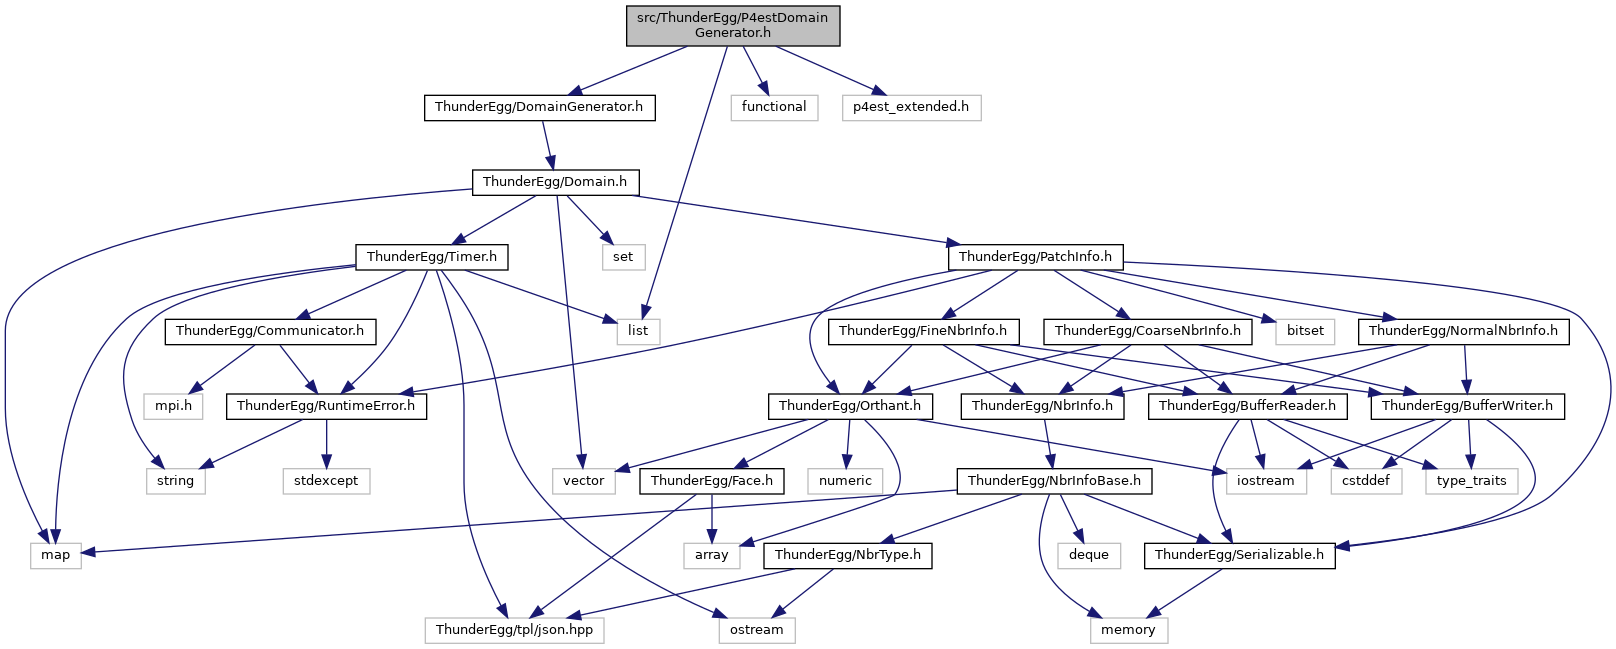 src/ThunderEgg/P4estDomain
Generator.h
ThunderEgg/DomainGenerator.h
functional
p4est_extended.h
ThunderEgg/Domain.h
ThunderEgg/Timer.h
set
ThunderEgg/PatchInfo.h
ThunderEgg/Communicator.h
list
ThunderEgg/FineNbrInfo.h
ThunderEgg/CoarseNbrInfo.h
bitset
ThunderEgg/NormalNbrInfo.h
mpi.h
ThunderEgg/RuntimeError.h
ThunderEgg/Orthant.h
ThunderEgg/NbrInfo.h
ThunderEgg/BufferReader.h
ThunderEgg/BufferWriter.h
string
stdexcept
vector
ThunderEgg/Face.h
numeric
ThunderEgg/NbrInfoBase.h
iostream
cstddef
type_traits
map
array
ThunderEgg/NbrType.h
deque
ThunderEgg/Serializable.h
ThunderEgg/tpl/json.hpp
ostream
memory